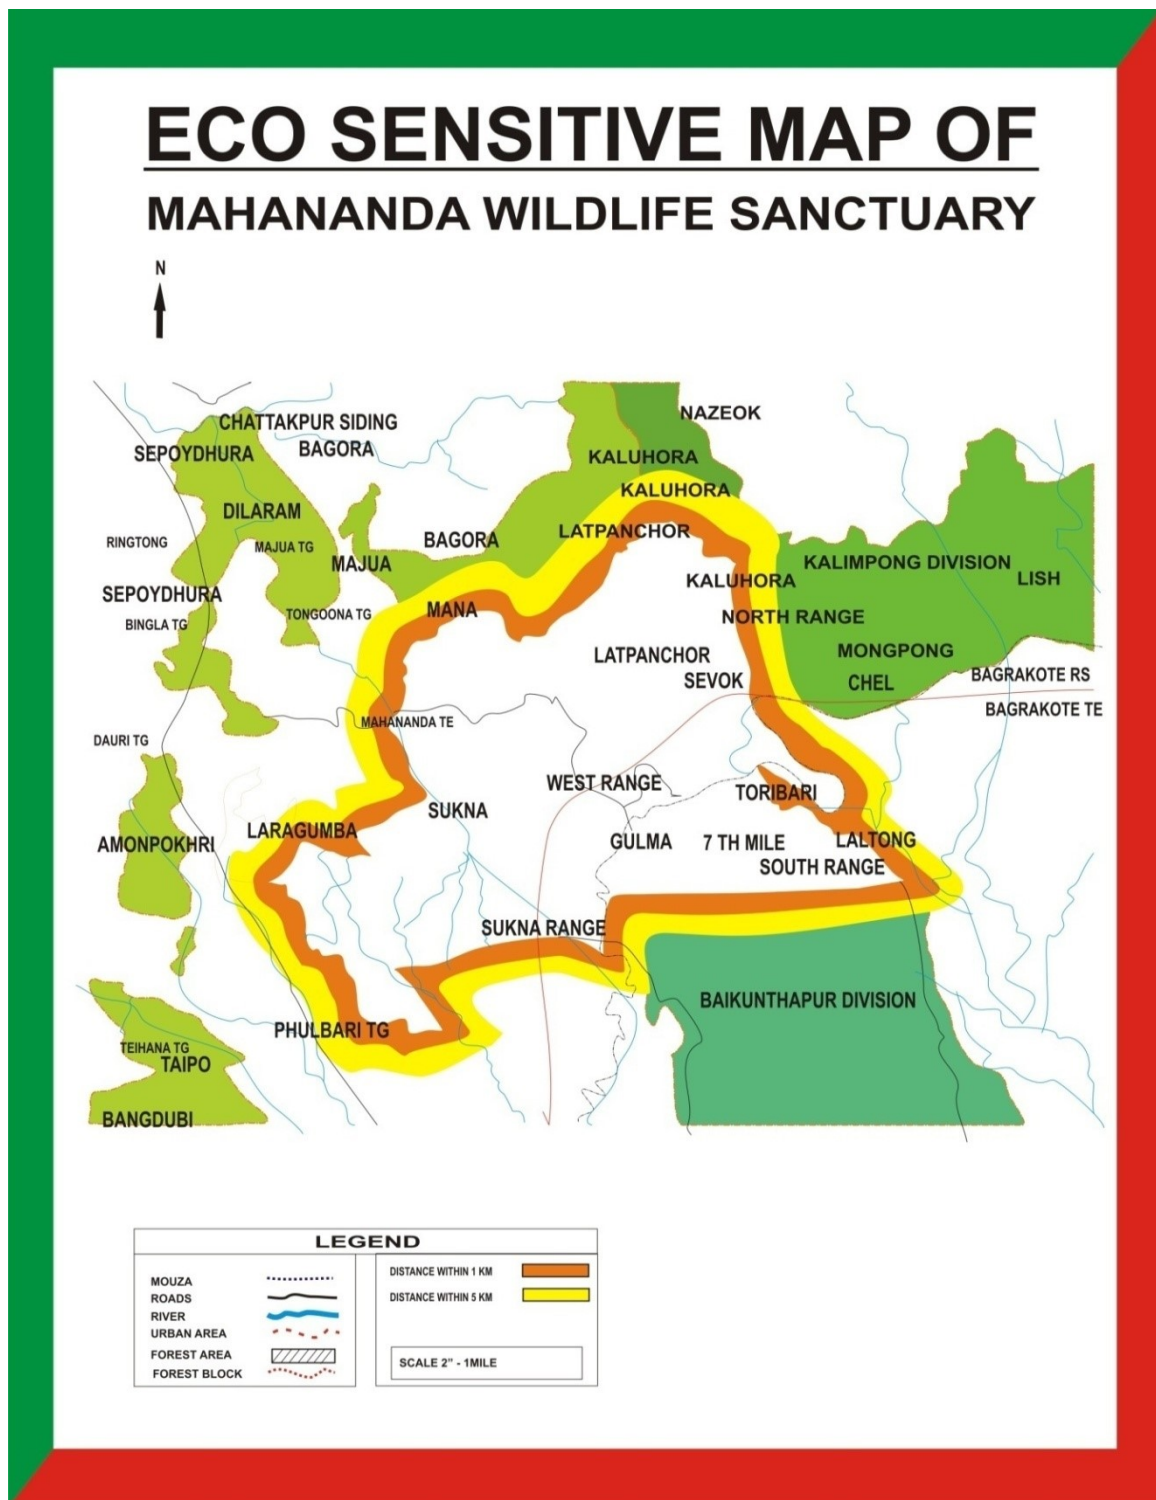 ECO SENSITIVE MAP OF
MAHANANDA WILDLIFE SANCTUARY
N
NAZEOK
CHATTAKPUR SIDING
BAGORA
SEPOYDHURA
KALUHORA
KALUHORA
DILARAM
LATPANCHOR
BAGORA
RINGTONG
MAJUA TG
MAJUA
KALIMPONG DIVISION
LISH
KALUHORA
SEPOYDHURA
MANA
TONGOONA TG
NORTH RANGE
BINGLA TG
LATPANCHOR
MONGPONG
SEVOK
CHEL
BAGRAKOTE RS
BAGRAKOTE TE
MAHANANDA TE
DAURI TG
WEST RANGE
TORIBARI
SUKNA
LARAGUMBA
AMONPOKHRI
GULMA
7 TH MILE
LALTONG
SOUTH RANGE
SUKNA RANGE
BAIKUNTHAPUR DIVISION
PHULBARI TG
TEIHANA TG
TAIPO
BANGDUBI
LEGEND
MOUZA
ROADS
RIVER
URBAN AREA
FOREST AREA
FOREST BLOCK
DISTANCE WITHIN 1 KM
DISTANCE WITHIN 5 KM
SCALE 2" - 1MILE